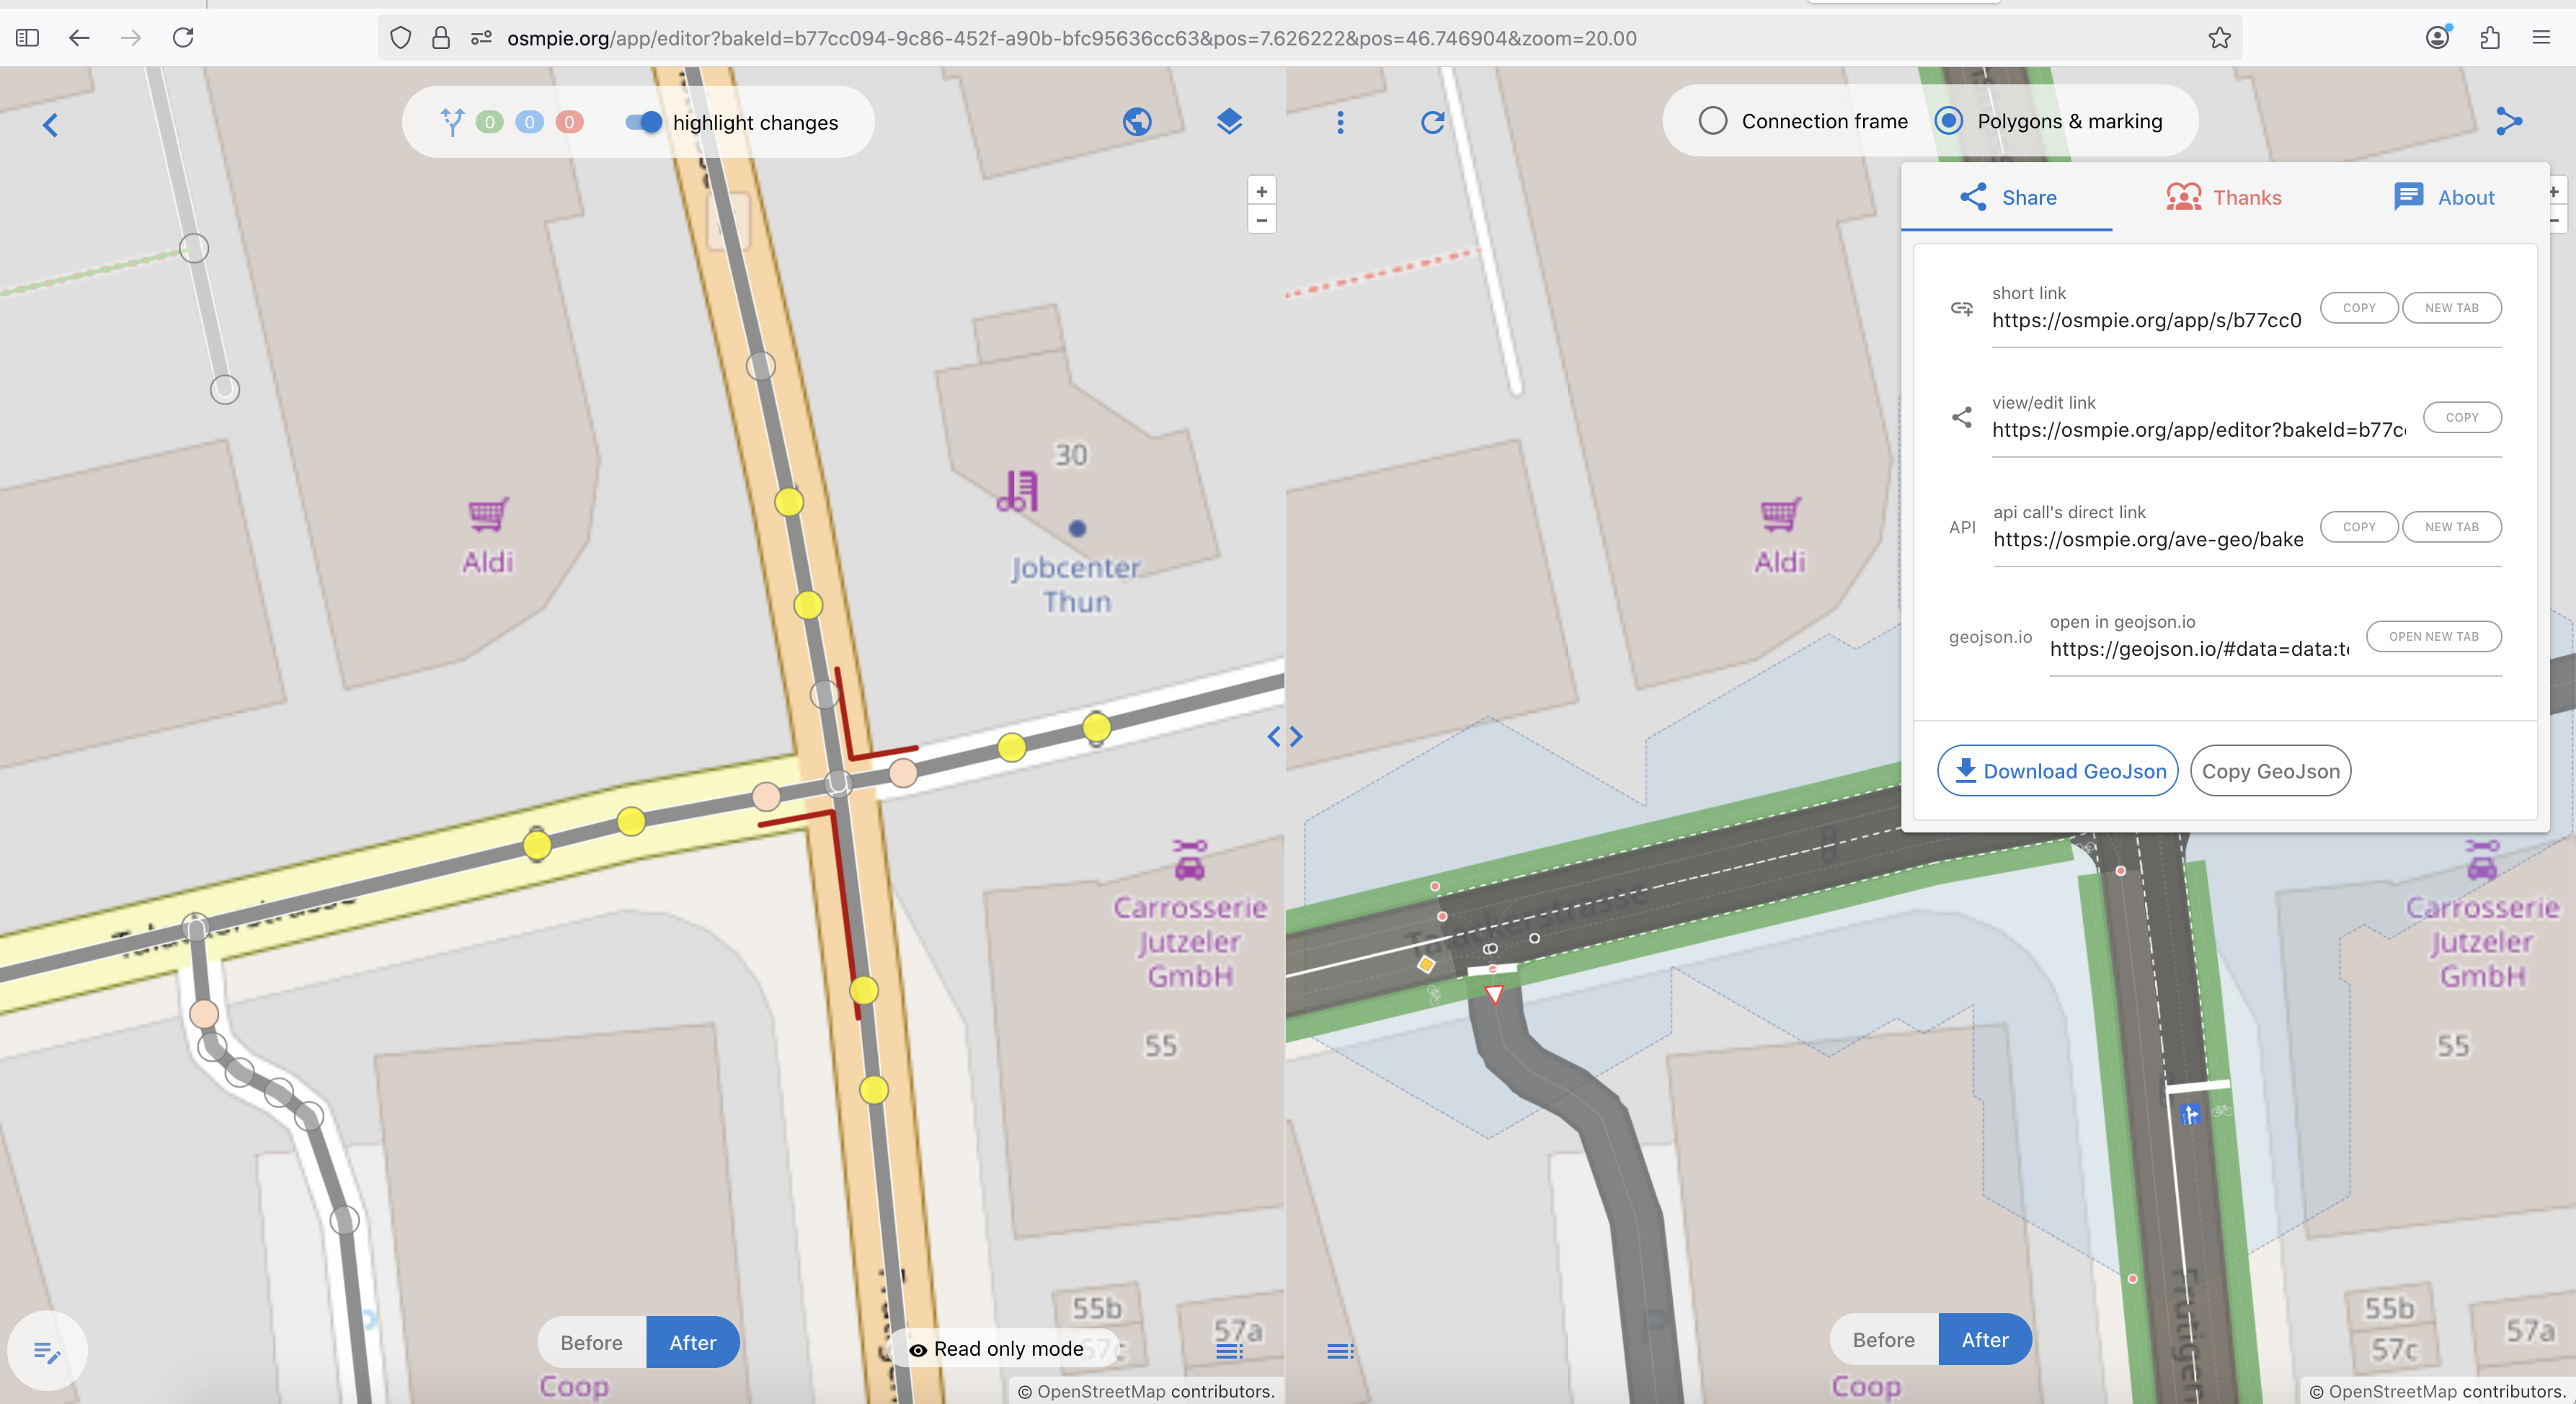 osmpie.org/app/editor?bakeId=b77cc094-9c86-452f-a90b-bfc95636cc63&pos=7.626222&pos=46.746904&zoom=20.00
0 0 0 highlight changes
+
−
30
Aldi
Jobcenter
Thun
Carrosserie
Jutzeler
GmbH
55
55b
57c
57a
Before After
Read only mode
Coop
© OpenStreetMap contributors.
Connection frame Polygons & marking
Share Thanks About
short link
https://osmpie.org/app/s/b77cc0
COPY NEW TAB
view/edit link
https://osmpie.org/app/editor?bakeId=b77c
COPY
API
api call's direct link
https://osmpie.org/ave-geo/bake
COPY NEW TAB
geojson.io
open in geojson.io
https://geojson.io/#data=data:t
OPEN NEW TAB
Download GeoJson Copy GeoJson
+
−
Aldi
Carrosserie
Jutzeler
GmbH
55
55b
57c
57a
P
Before After
Coop
© OpenStreetMap contributors.